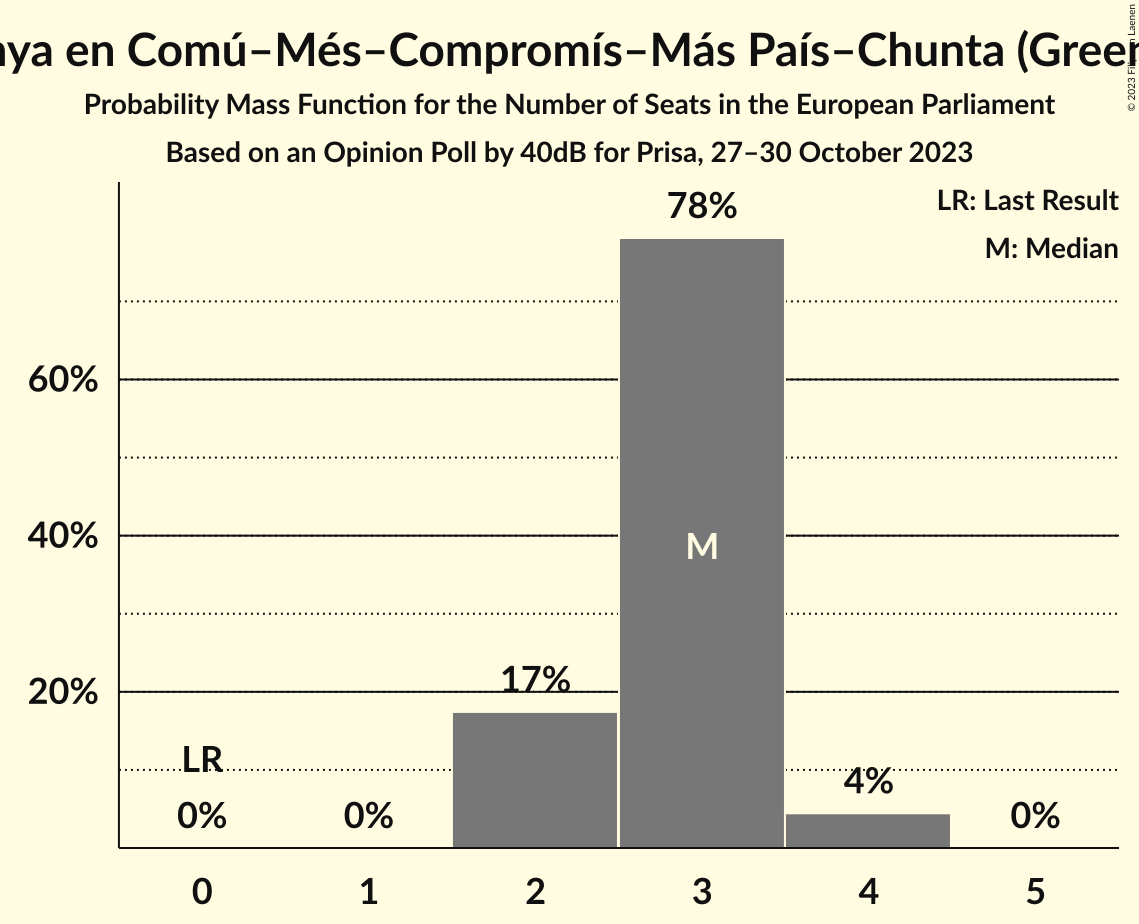 en Comú–Més–Compromís–Más País–Chunta
Probability Mass Function for the Number of Seats in the European Parliament
Based on an Opinion Poll by 40dB for Prisa, 27–30 October 2023
LR: Last Result
M: Median
78%
60%
40%
M
20%
17%
LR
4%
0%
0%
0%
0
1
2
3
4
5
© 2023 Laenen